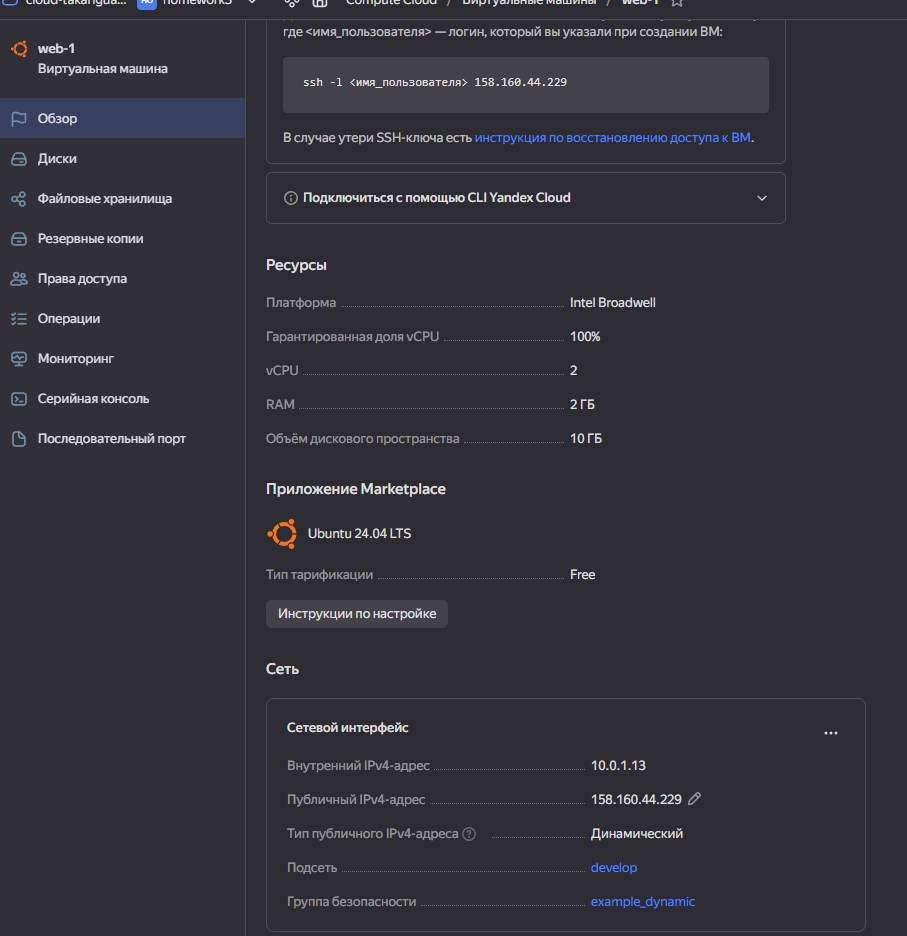 cloud-takangua... homework3 Compute Cloud / Виртуальные машины / web-1
web-1
Виртуальная машина
Обзор
Диски
Файловые хранилища
Резервные копии
Права доступа
Операции
Мониторинг
Серийная консоль
Последовательный порт
где <имя_пользователя> — логин, который вы указали при создании ВМ:
ssh -l <имя_пользователя> 158.160.44.229
В случае утери SSH-ключа есть инструкция по восстановлению доступа к ВМ.
Подключиться с помощью CLI Yandex Cloud
Ресурсы
Платформа Intel Broadwell
Гарантированная доля vCPU 100%
vCPU 2
RAM 2 ГБ
Объём дискового пространства 10 ГБ
Приложение Marketplace
Ubuntu 24.04 LTS
Тип тарификации Free
Инструкции по настройке
Сеть
Сетевой интерфейс
Внутренний IPv4-адрес 10.0.1.13
Публичный IPv4-адрес 158.160.44.229
Тип публичного IPv4-адреса Динамический
Подсеть develop
Группа безопасности example_dynamic